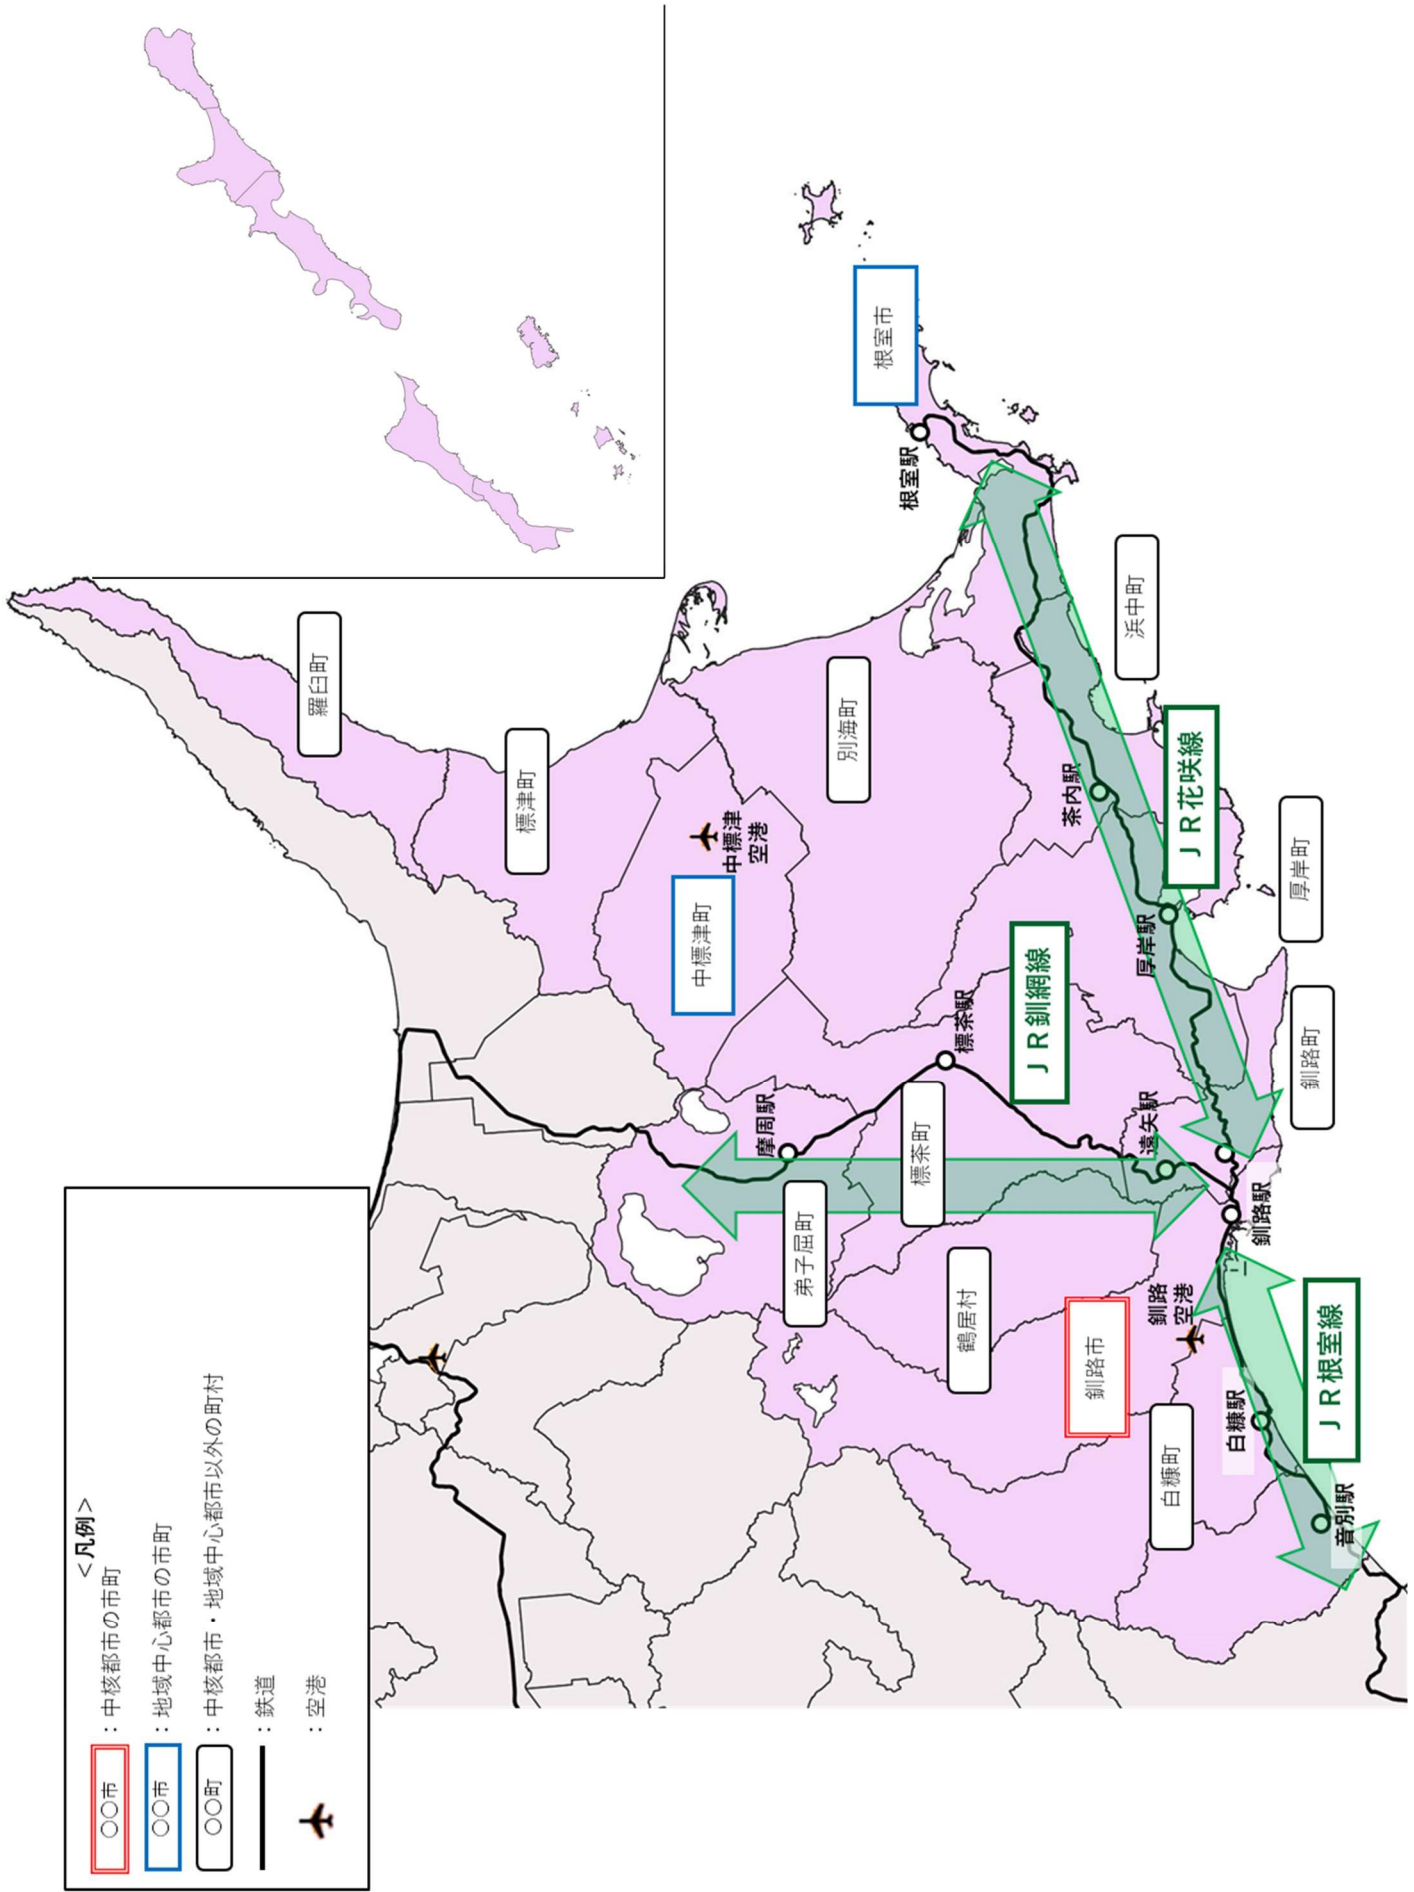 ＜凡例＞
○○市
：中核都市の市町
○○市
：地域中心都市の市町
○○町
：中核都市・地域中心都市以外の町村
：鉄道
：空港
羅臼町
標津町
中標津町
中標津
空港
別海町
根室市
根室駅
浜中町
茶内駅
ＪＲ花咲線
厚岸駅
厚岸町
標茶駅
ＪＲ釧網線
摩周駅
弟子屈町
標茶町
遠矢駅
釧路町
釧路駅
鶴居村
釧路市
釧路
空港
白糠町
白糠駅
ＪＲ根室線
音別駅